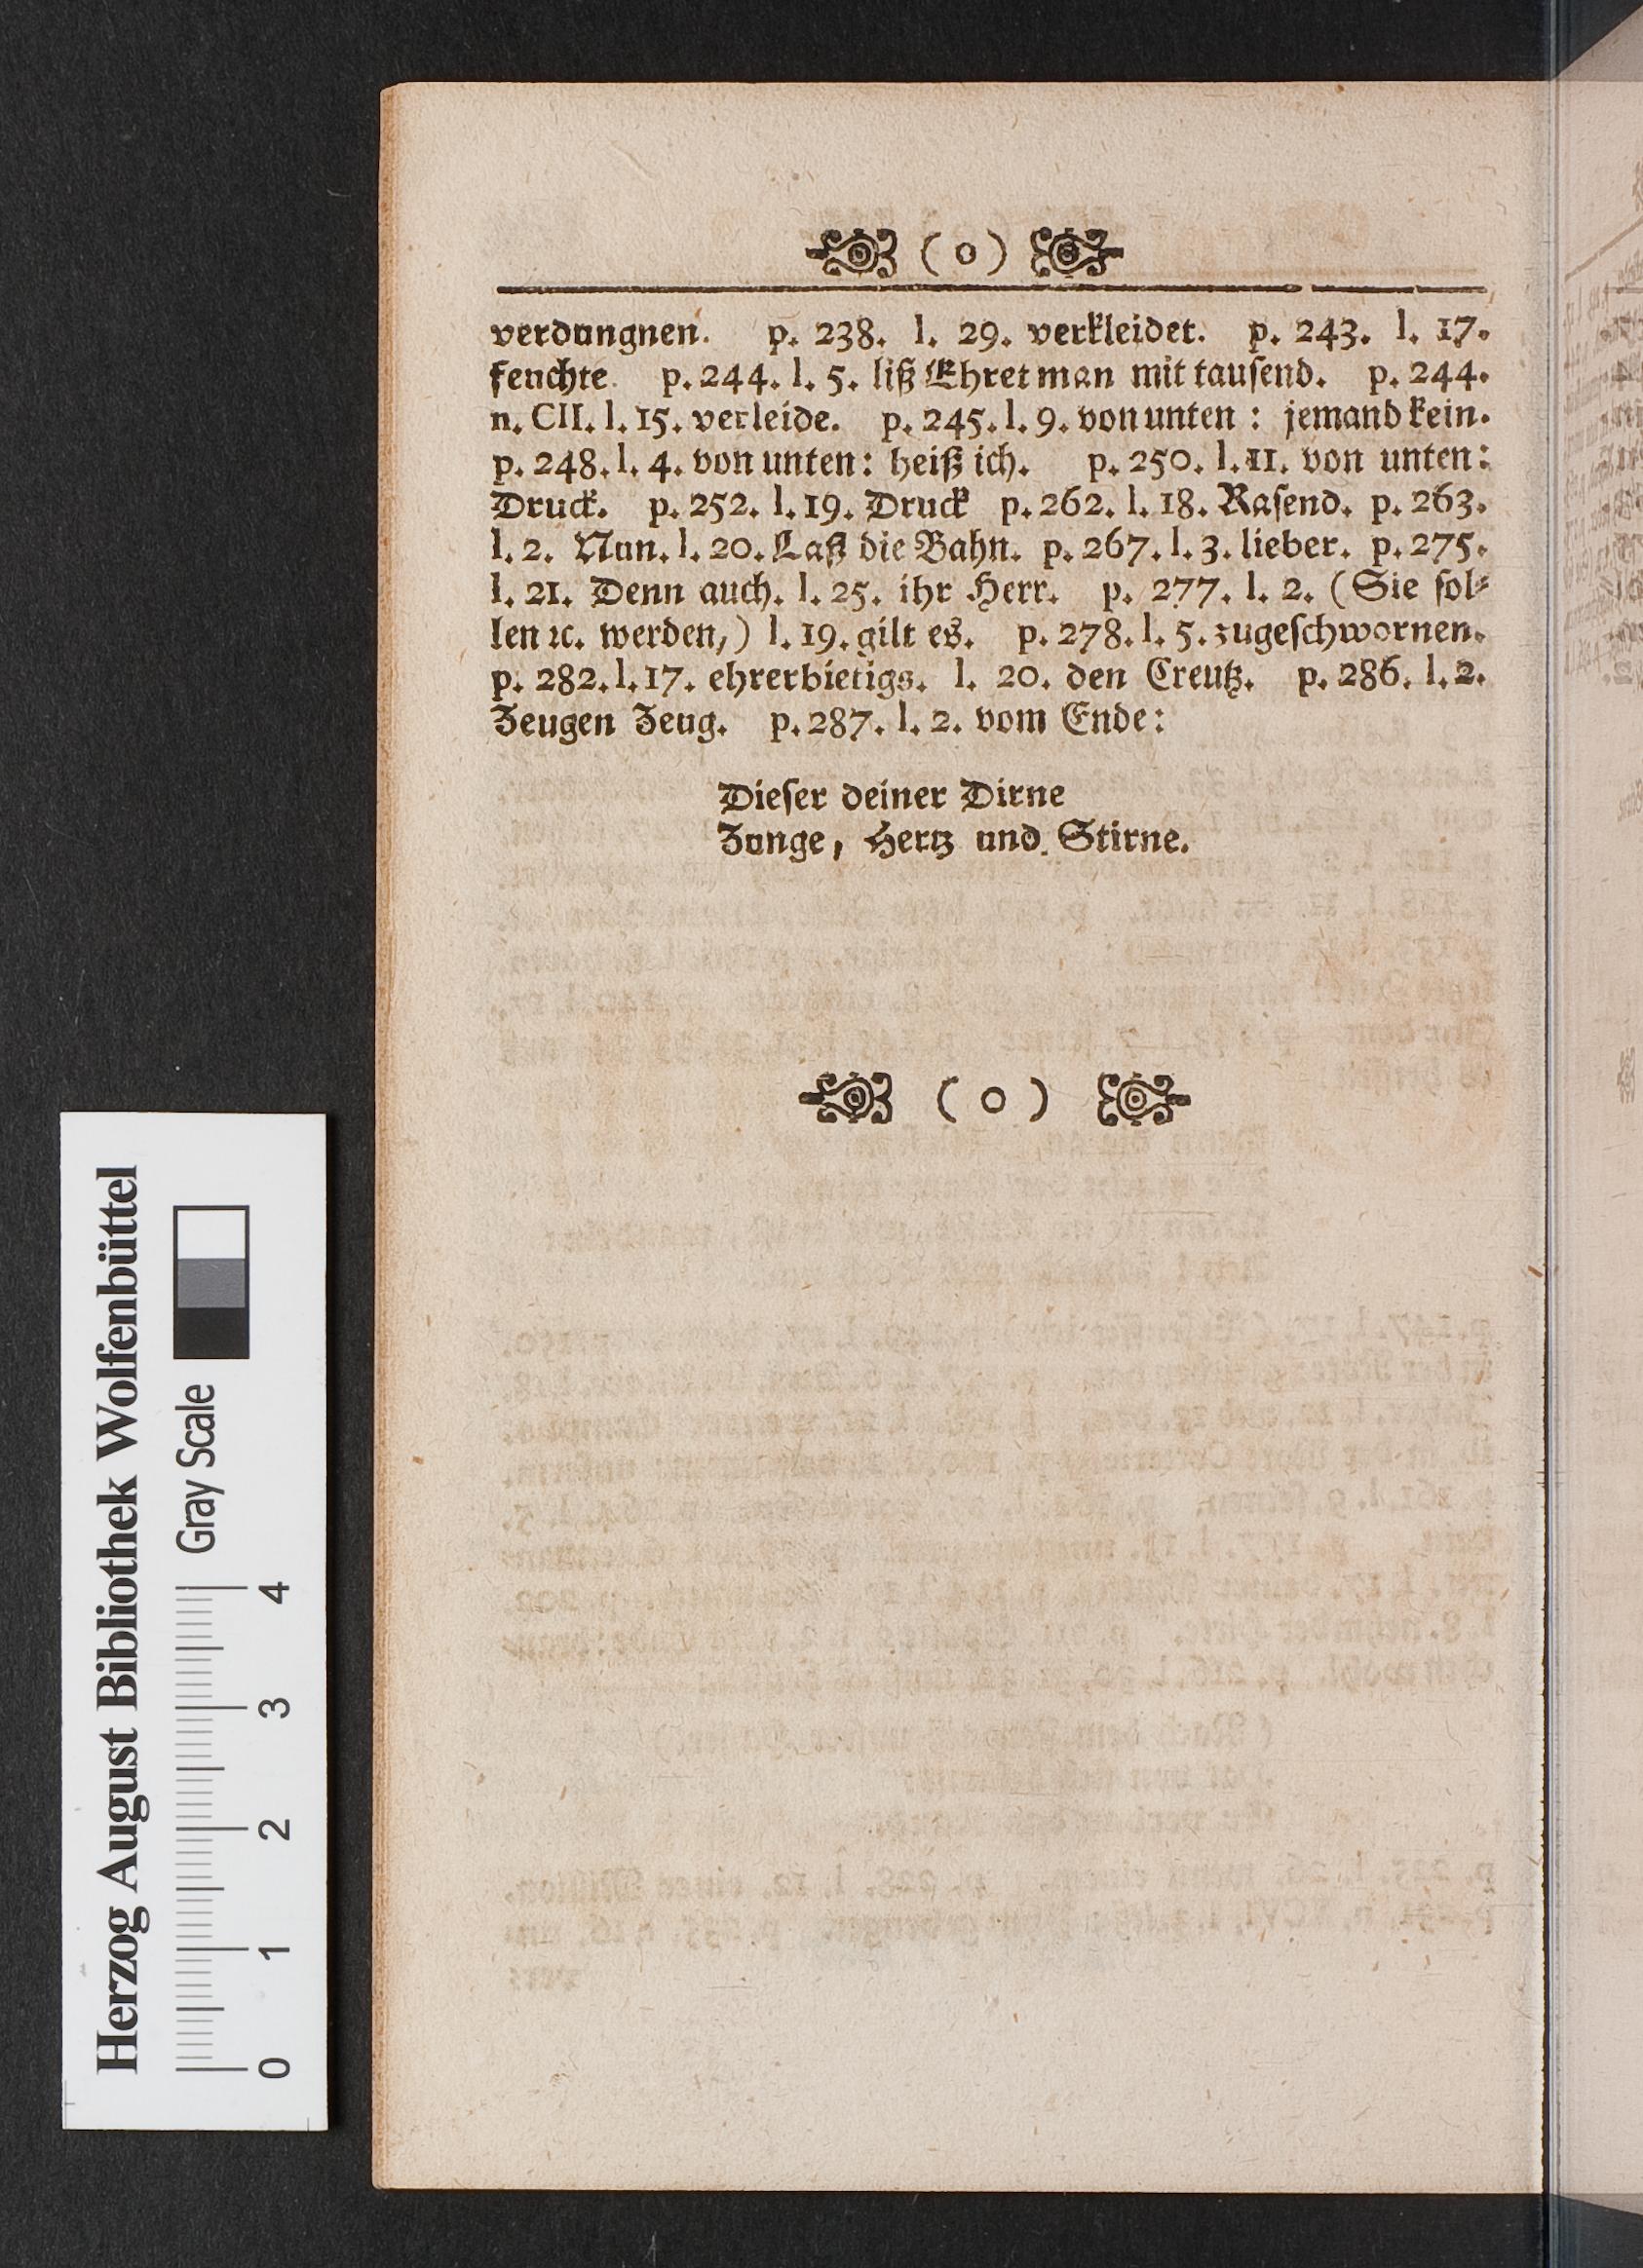 ( o )
verdungnen. p. 238. l. 29. verkleidet. p. 243. l. 17.
feuchte. p. 244. l. 5. liß Ehret man mit tauſend. p. 244.
n. CII. l. 15. verleide. p. 245. l. 9. von unten: jemand kein.
p. 248. l. 4. von unten: heiß ich. p. 250. l. 11. von unten:
Druck. p. 252. l. 19. Druck p. 262. l. 18. Raſend. p. 263.
l. 2. Nun. l. 20. Laß die Bahn. p. 267. l. 3. lieber. p. 275.
l. 21. Denn auch. l. 25. ihr Herr. p. 277. l. 2. (Sie ſol⸗
len ꝛc. werden,) l. 19. gilt es. p. 278. l. 5. zugeſchwornen.
p. 282. l. 17. ehrerbietigs. l. 20. den Creutz. p. 286. l. 2.
Zeugen Zeug. p. 287. l. 2. vom Ende:
Dieſer deiner Dirne
Zunge, Hertz und Stirne.
( o )
Herzog August Bibliothek Wolfenbüttel
Gray Scale
0 1 2 3 4